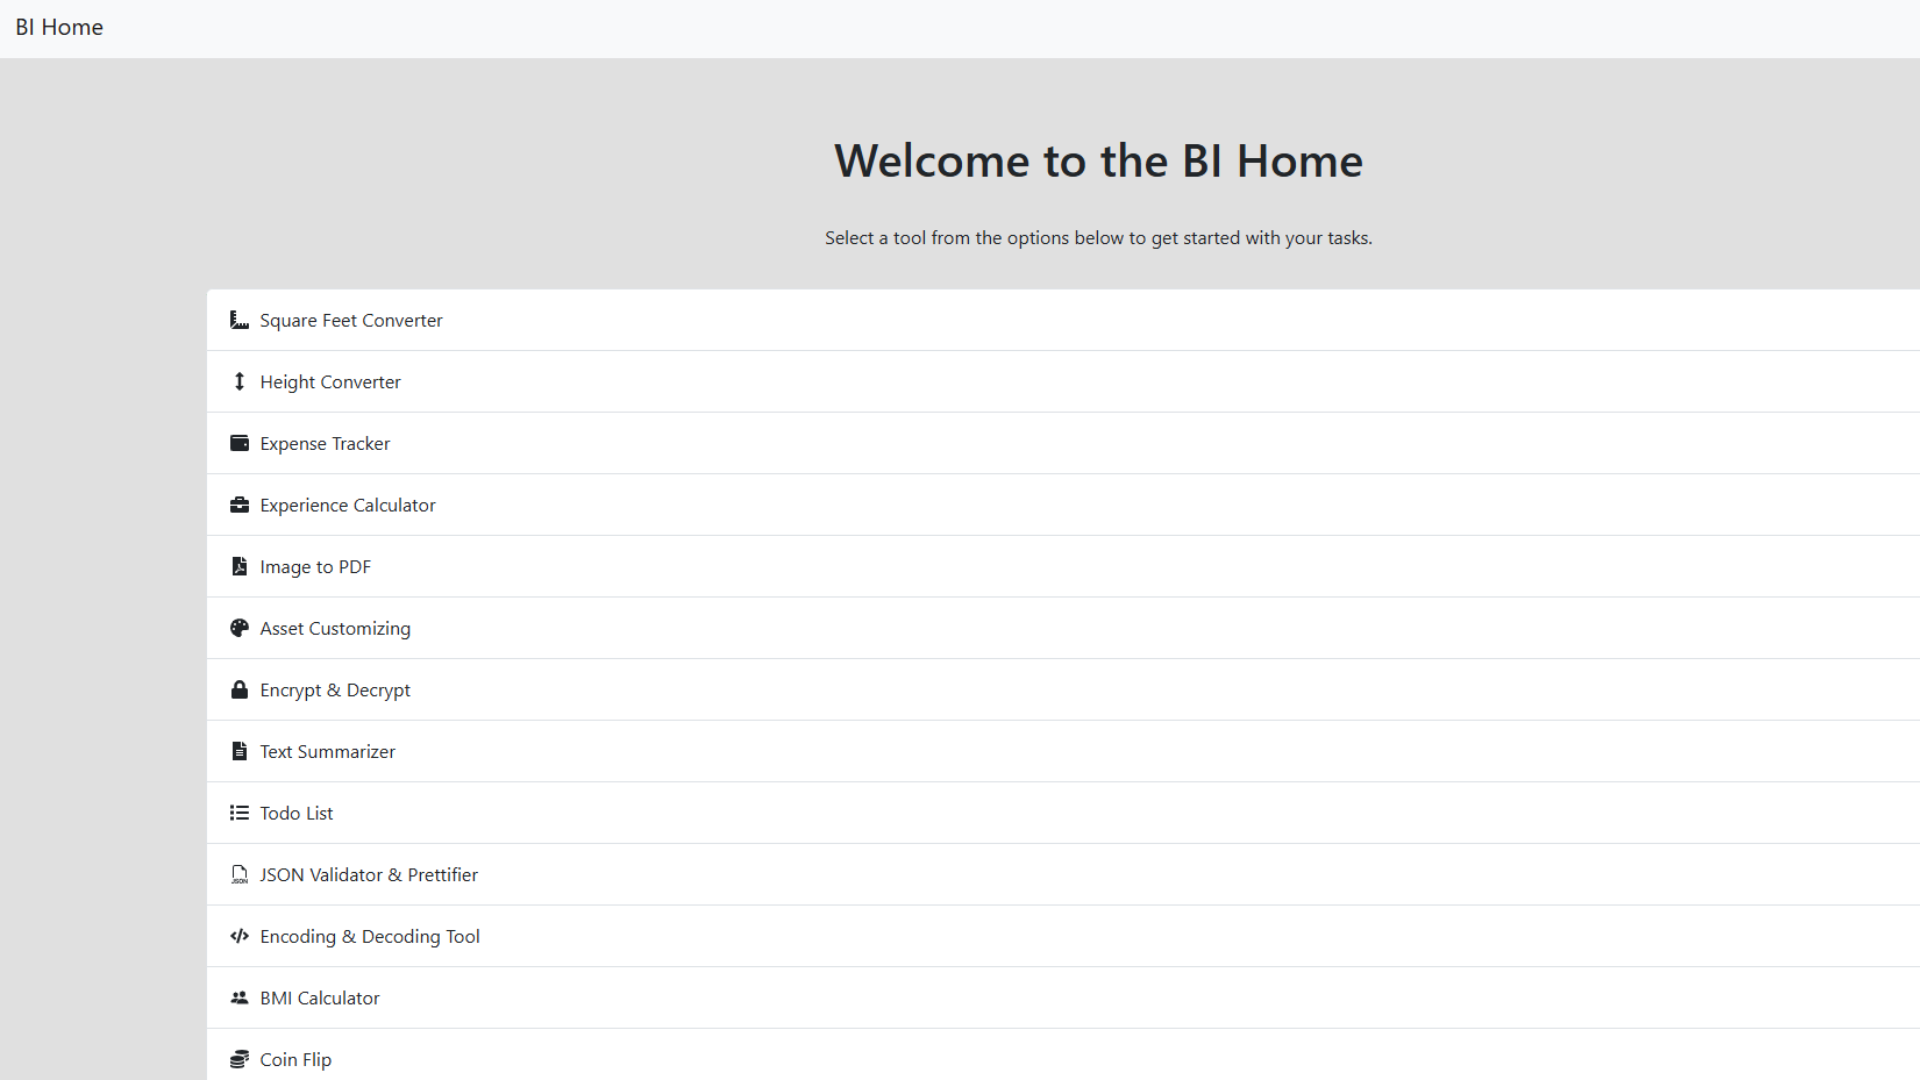 BI Home
Welcome to the BI Home
Select a tool from the options below to get started with your tasks.
Square Feet Converter
Height Converter
Expense Tracker
Experience Calculator
Image to PDF
Asset Customizing
Encrypt & Decrypt
Text Summarizer
Todo List
JSON Validator & Prettifier
Encoding & Decoding Tool
BMI Calculator
Coin Flip